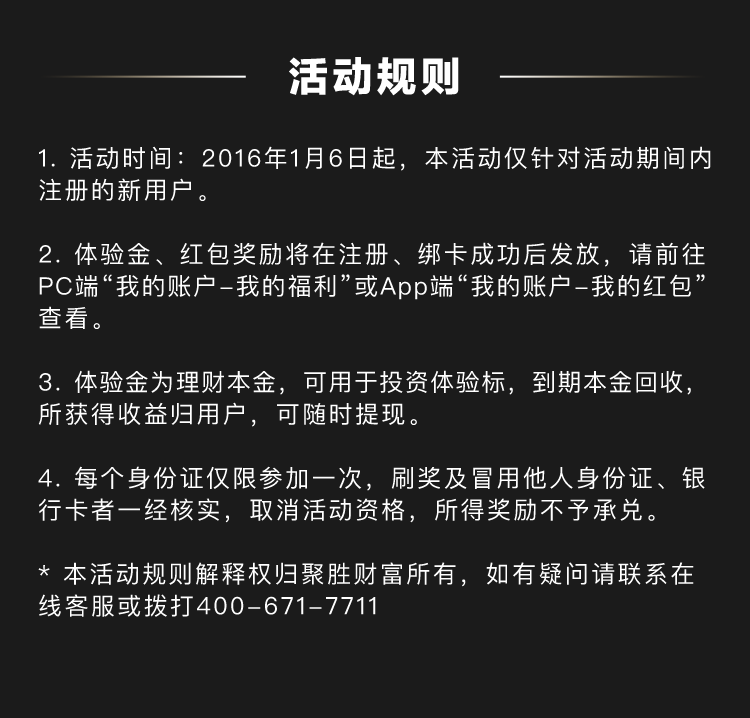 活动规则
1. 活动时间：2016年1月6日起，本活动仅针对活动期间内
注册的新用户。
2. 体验金、红包奖励将在注册、绑卡成功后发放，请前往
PC端“我的账户–我的福利”或App端“我的账户–我的红包”
查看。
3. 体验金为理财本金，可用于投资体验标，到期本金回收，
所获得收益归用户，可随时提现。
4. 每个身份证仅限参加一次，刷奖及冒用他人身份证、银
行卡者一经核实，取消活动资格，所得奖励不予承兑。
* 本活动规则解释权归聚胜财富所有，如有疑问请联系在
线客服或拨打400–671–7711